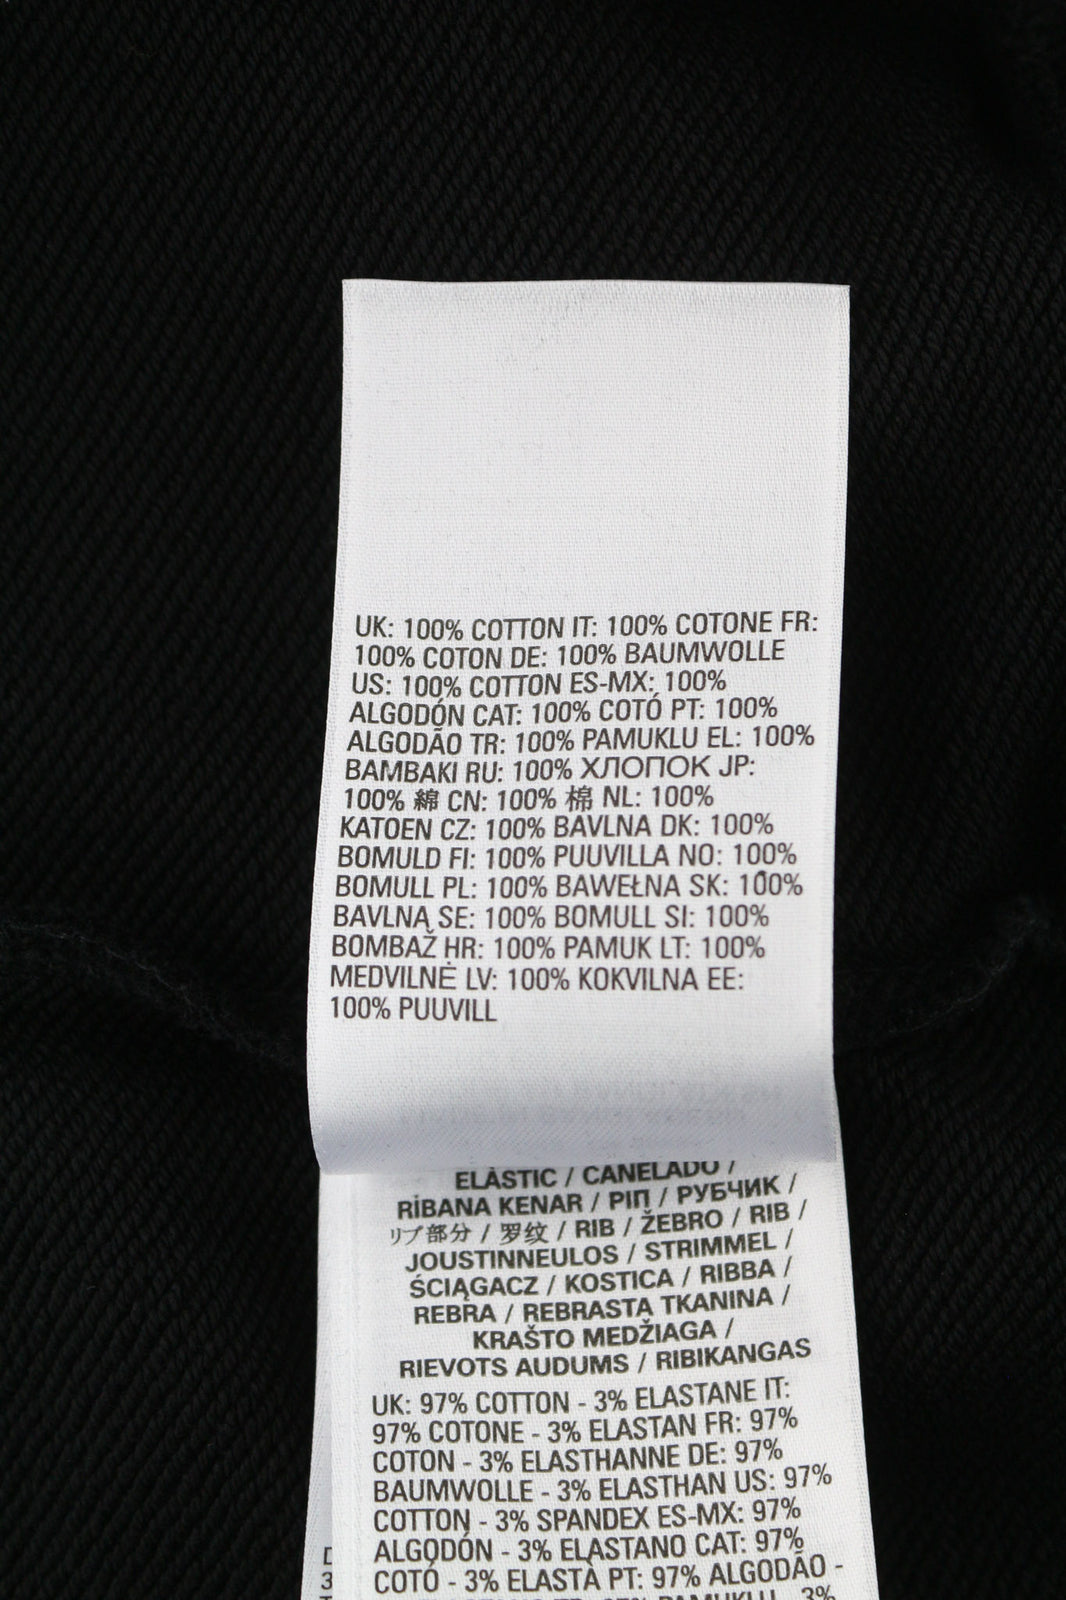 UK: 100% COTTON IT: 100% COTONE FR:
100% COTON DE: 100% BAUMWOLLE
US: 100% COTTON ES-MX: 100%
ALGODÓN CAT: 100% COTÓ PT: 100%
ALGODÃO TR: 100% PAMUKLU EL: 100%
BAMBAKI RU: 100% ХЛОПОК JP:
100% 綿 CN: 100% 棉 NL: 100%
KATOEN CZ: 100% BAVLNA DK: 100%
BOMULD FI: 100% PUUVILLA NO: 100%
BOMULL PL: 100% BAWEŁNA SK: 100%
BAVLNA SE: 100% BOMULL SI: 100%
BOMBAŽ HR: 100% PAMUK LT: 100%
MEDVILNĖ LV: 100% KOKVILNA EE:
100% PUUVILL
ELÀSTIC / CANELADO /
RİBANA KENAR / ΡΙΠ / РУБЧИК /
リブ部分 / 罗纹 / RIB / ŽEBRO / RIB /
JOUSTINNEULOS / STRIMMEL /
ŚCIĄGACZ / KOSTICA / RIBBA /
REBRA / REBRASTA TKANINA /
KRAŠTO MEDŽIAGA /
RIEVOTS AUDUMS / RIBIKANGAS
UK: 97% COTTON - 3% ELASTANE IT:
97% COTONE - 3% ELASTAN FR: 97%
COTON - 3% ELASTHANNE DE: 97%
BAUMWOLLE - 3% ELASTHAN US: 97%
COTTON - 3% SPANDEX ES-MX: 97%
ALGODÓN - 3% ELASTANO CAT: 97%
COTÓ - 3% ELASTÀ PT: 97% ALGODÃO -